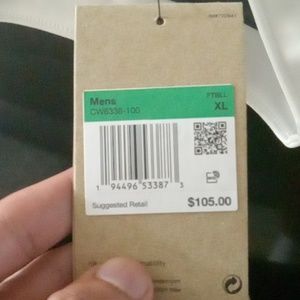 Mens
FTBLL
CW6338-100
XL
1 94496 53387 3
Suggested Retail
$105.00